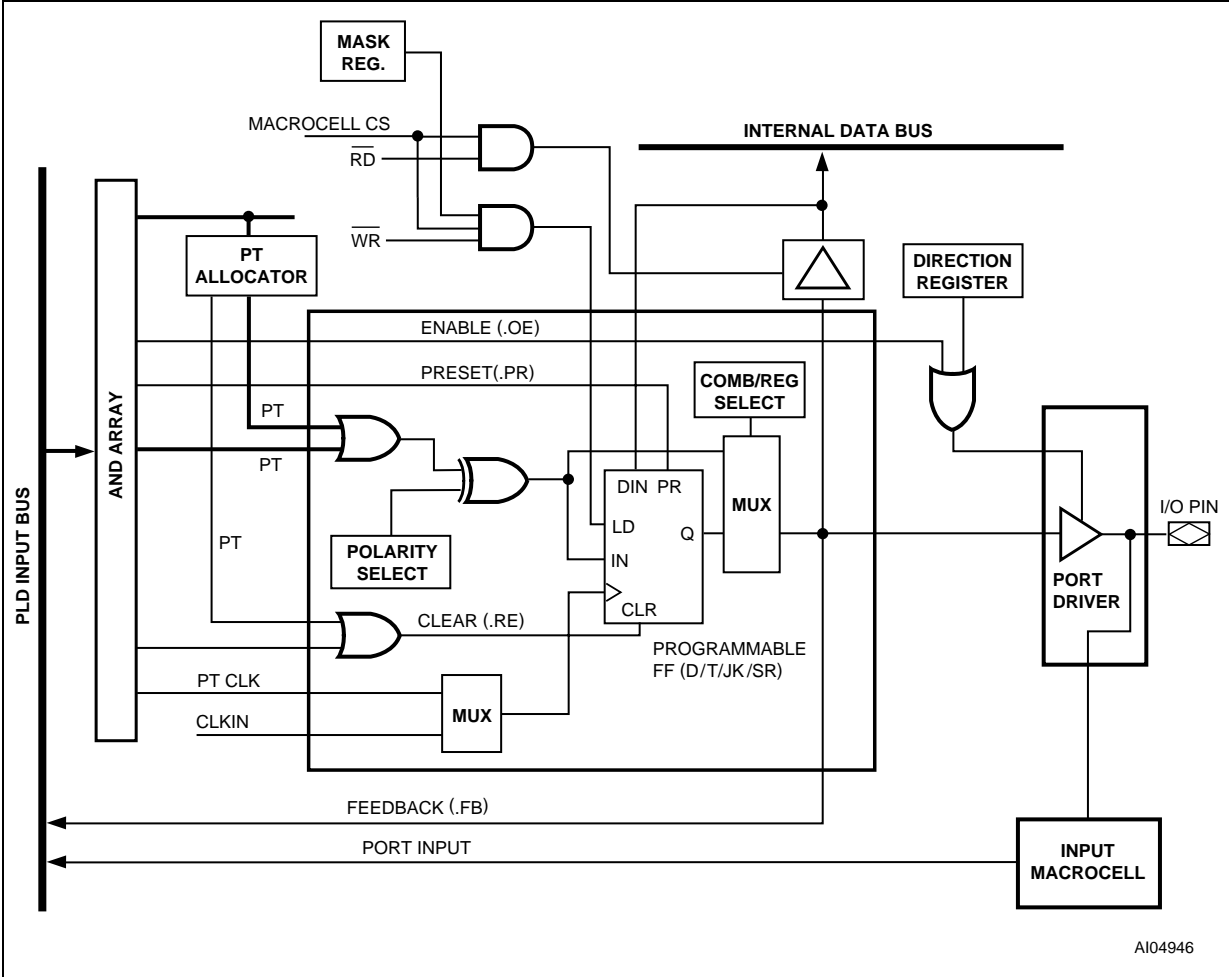 MASK
REG.
MACROCELL CS
RD
WR
INTERNAL DATA BUS
PT
ALLOCATOR
DIRECTION
REGISTER
ENABLE (.OE)
PRESET(.PR)
COMB/REG
SELECT
PT
PT
PT
AND ARRAY
PLD INPUT BUS
POLARITY
SELECT
DIN PR
LD
IN
Q
CLR
MUX
PROGRAMMABLE
FF (D/T/JK/SR)
CLEAR (.RE)
PT CLK
CLKIN
MUX
I/O PIN
PORT
DRIVER
FEEDBACK (.FB)
PORT INPUT
INPUT
MACROCELL
AI04946